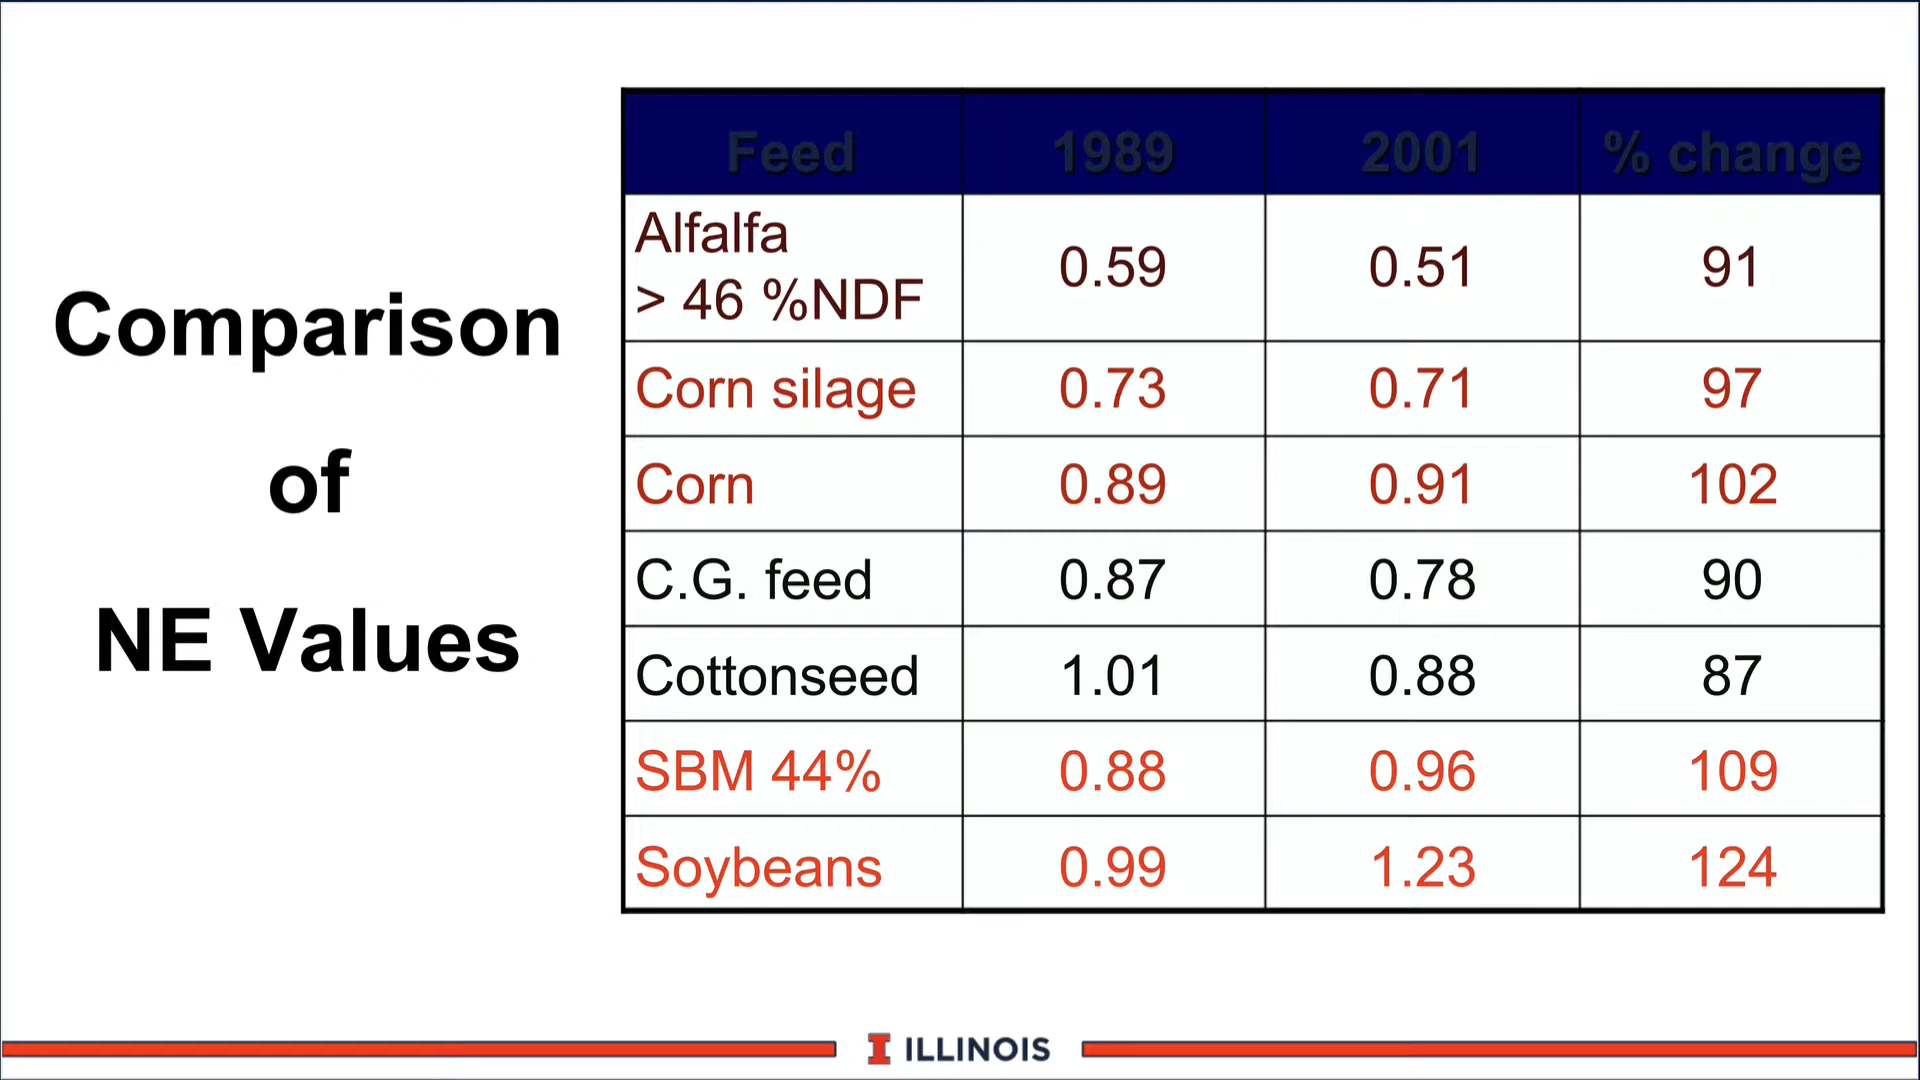 Comparison
of
NE Values
Feed 1989 2001 % change
Alfalfa
> 46 %NDF 0.59 0.51 91
Corn silage 0.73 0.71 97
Corn 0.89 0.91 102
C.G. feed 0.87 0.78 90
Cottonseed 1.01 0.88 87
SBM 44% 0.88 0.96 109
Soybeans 0.99 1.23 124
I ILLINOIS